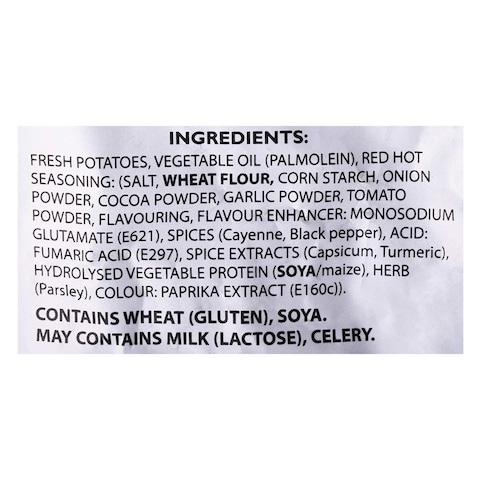 INGREDIENTS:
FRESH POTATOES, VEGETABLE OIL (PALMOLEIN), RED HOT
SEASONING: (SALT, WHEAT FLOUR, CORN STARCH, ONION
POWDER, COCOA POWDER, GARLIC POWDER, TOMATO
POWDER, FLAVOURING, FLAVOUR ENHANCER: MONOSODIUM
GLUTAMATE (E621), SPICES (Cayenne, Black pepper), ACID:
FUMARIC ACID (E297), SPICE EXTRACTS (Capsicum, Turmeric),
HYDROLYSED VEGETABLE PROTEIN (SOYA/maize), HERB
(Parsley), COLOUR: PAPRIKA EXTRACT (E160c)).
CONTAINS WHEAT (GLUTEN), SOYA.
MAY CONTAINS MILK (LACTOSE), CELERY.